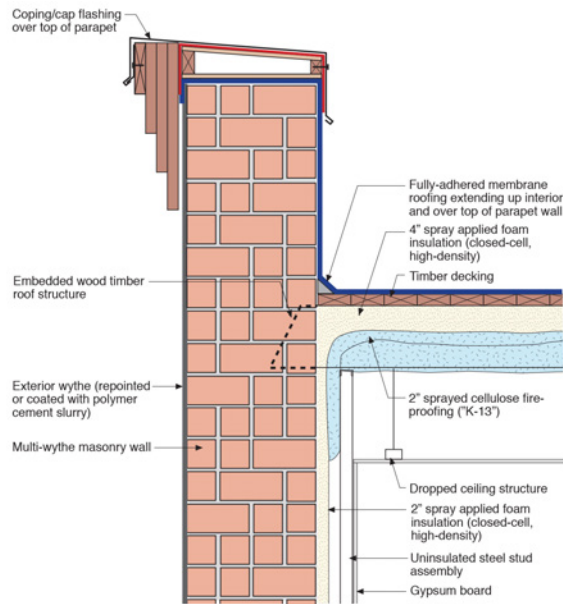 Coping/cap flashing
over top of parapet
Fully-adhered membrane
roofing extending up interior
and over top of parapet wall
4" spray applied foam
insulation (closed-cell,
high-density)
Timber decking
Embedded wood timber
roof structure
Exterior wythe (repointed
or coated with polymer
cement slurry)
2" sprayed cellulose fire-
proofing ("K-13")
Multi-wythe masonry wall
Dropped ceiling structure
2" spray applied foam
insulation (closed-cell,
high-density)
Uninsulated steel stud
assembly
Gypsum board